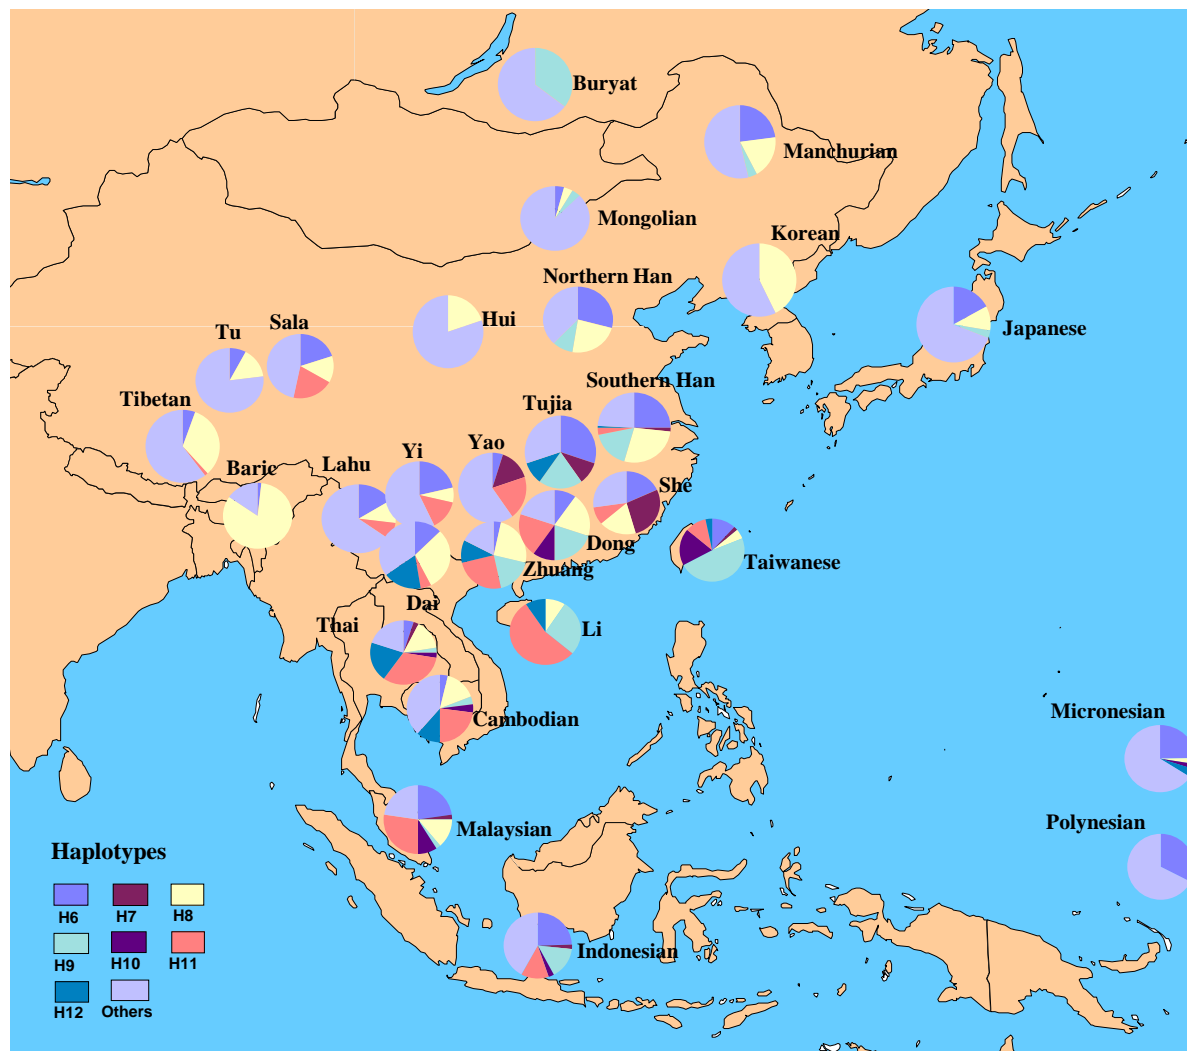 Buryat
Manchurian
Mongolian
Korean
Northern Han
Hui
Japanese
Tu
Sala
Southern Han
Tibetan
Tujia
Yao
Yi
Baric
Lahu
She
Dong
Taiwanese
Zhuang
Dai
Thai
Li
Cambodian
Micronesian
Malaysian
Polynesian
Haplotypes
H6 H7 H8
H9 H10 H11
H12 Others
Indonesian